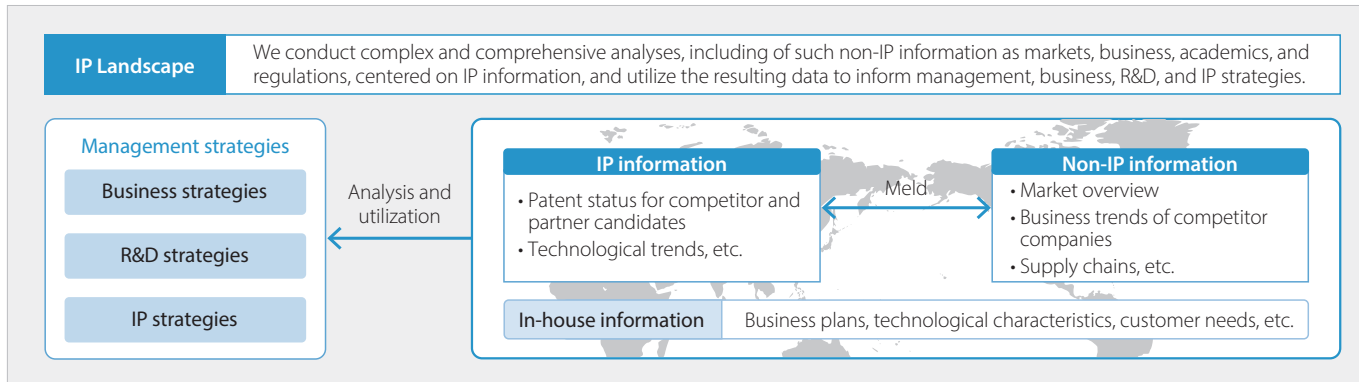 IP Landscape
We conduct complex and comprehensive analyses, including of such non-IP information as markets, business, academics, and
regulations, centered on IP information, and utilize the resulting data to inform management, business, R&D, and IP strategies.
Management strategies
Business strategies
R&D strategies
IP strategies
Analysis and
utilization
IP information
• Patent status for competitor and
partner candidates
• Technological trends, etc.
Meld
Non-IP information
• Market overview
• Business trends of competitor
companies
• Supply chains, etc.
In-house information
Business plans, technological characteristics, customer needs, etc.